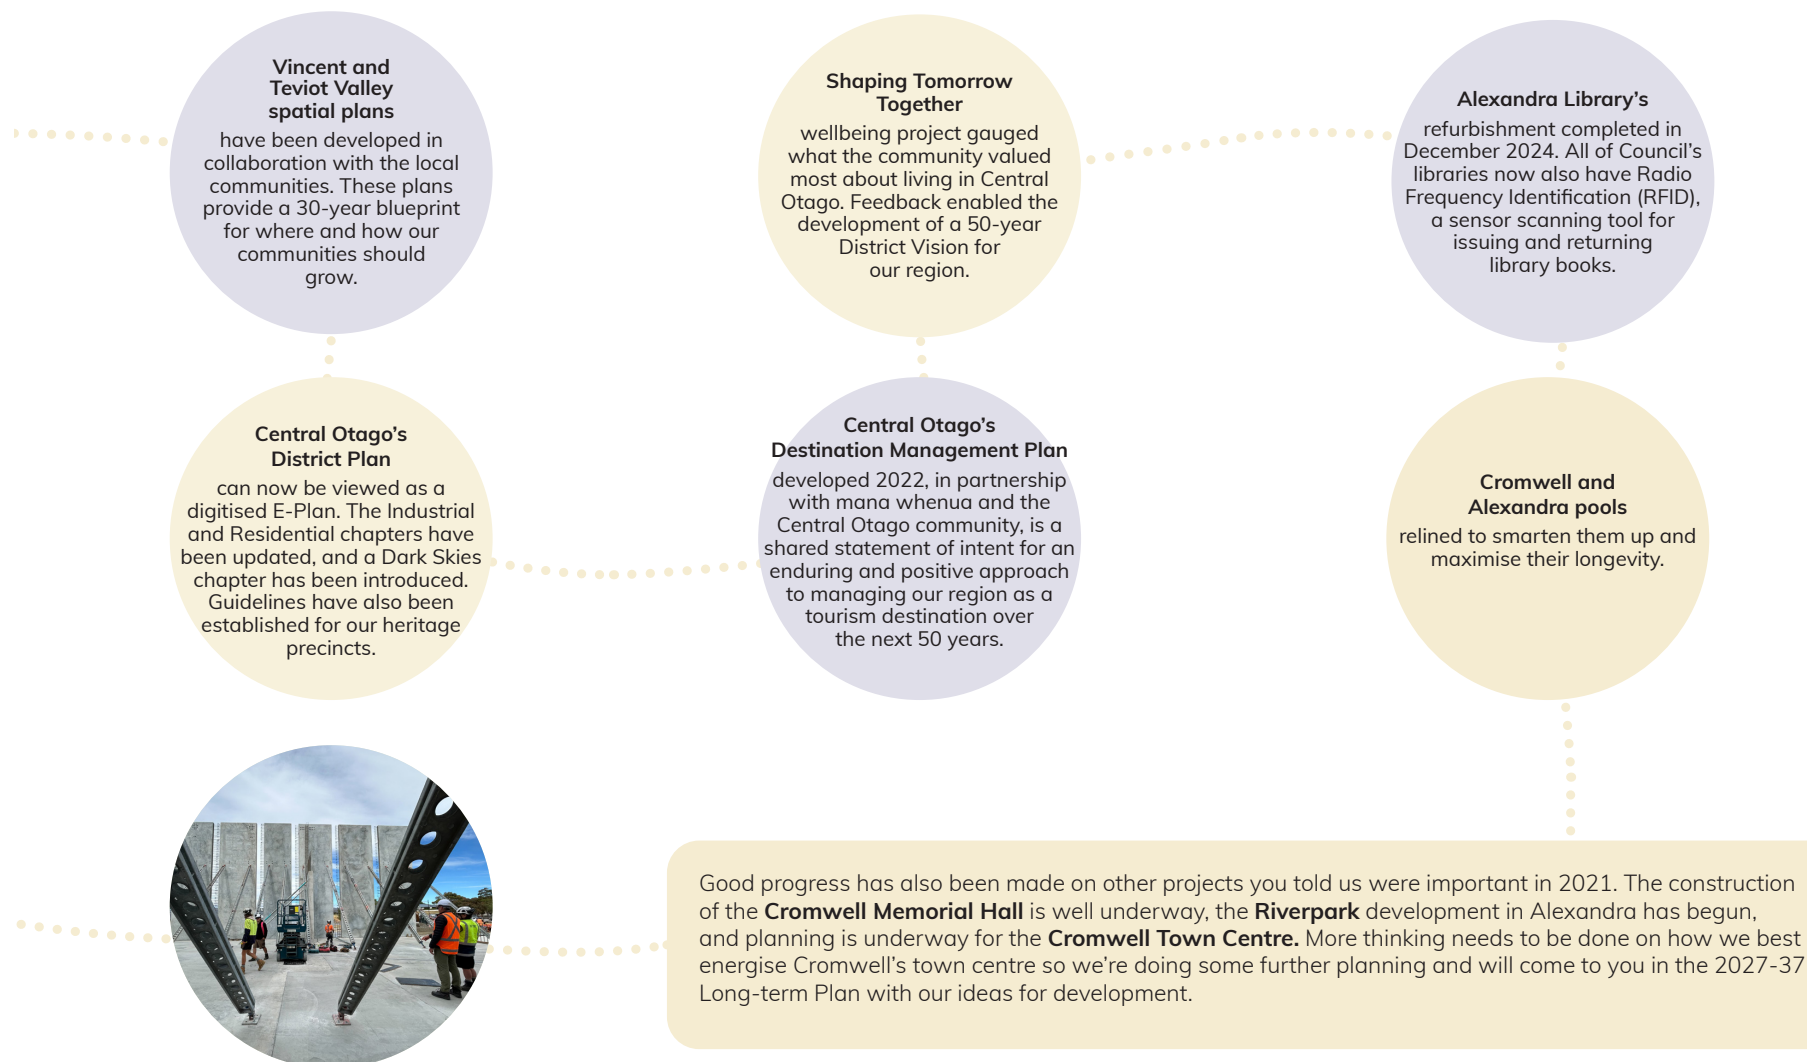 Vincent and
Teviot Valley
spatial plans
have been developed in
collaboration with the local
communities. These plans
provide a 30-year blueprint
for where and how our
communities should
grow.
Central Otago’s
District Plan
can now be viewed as a
digitised E-Plan. The Industrial
and Residential chapters have
been updated, and a Dark Skies
chapter has been introduced.
Guidelines have also been
established for our heritage
precincts.
Shaping Tomorrow
Together
wellbeing project gauged
what the community valued
most about living in Central
Otago. Feedback enabled the
development of a 50-year
District Vision for
our region.
Central Otago’s
Destination Management Plan
developed 2022, in partnership
with mana whenua and the
Central Otago community, is a
shared statement of intent for an
enduring and positive approach
to managing our region as a
tourism destination over
the next 50 years.
Alexandra Library’s
refurbishment completed in
December 2024. All of Council’s
libraries now also have Radio
Frequency Identification (RFID),
a sensor scanning tool for
issuing and returning
library books.
Cromwell and
Alexandra pools
relined to smarten them up and
maximise their longevity.
Good progress has also been made on other projects you told us were important in 2021. The construction
of the Cromwell Memorial Hall is well underway, the Riverpark development in Alexandra has begun,
and planning is underway for the Cromwell Town Centre. More thinking needs to be done on how we best
energise Cromwell’s town centre so we’re doing some further planning and will come to you in the 2027-37
Long-term Plan with our ideas for development.